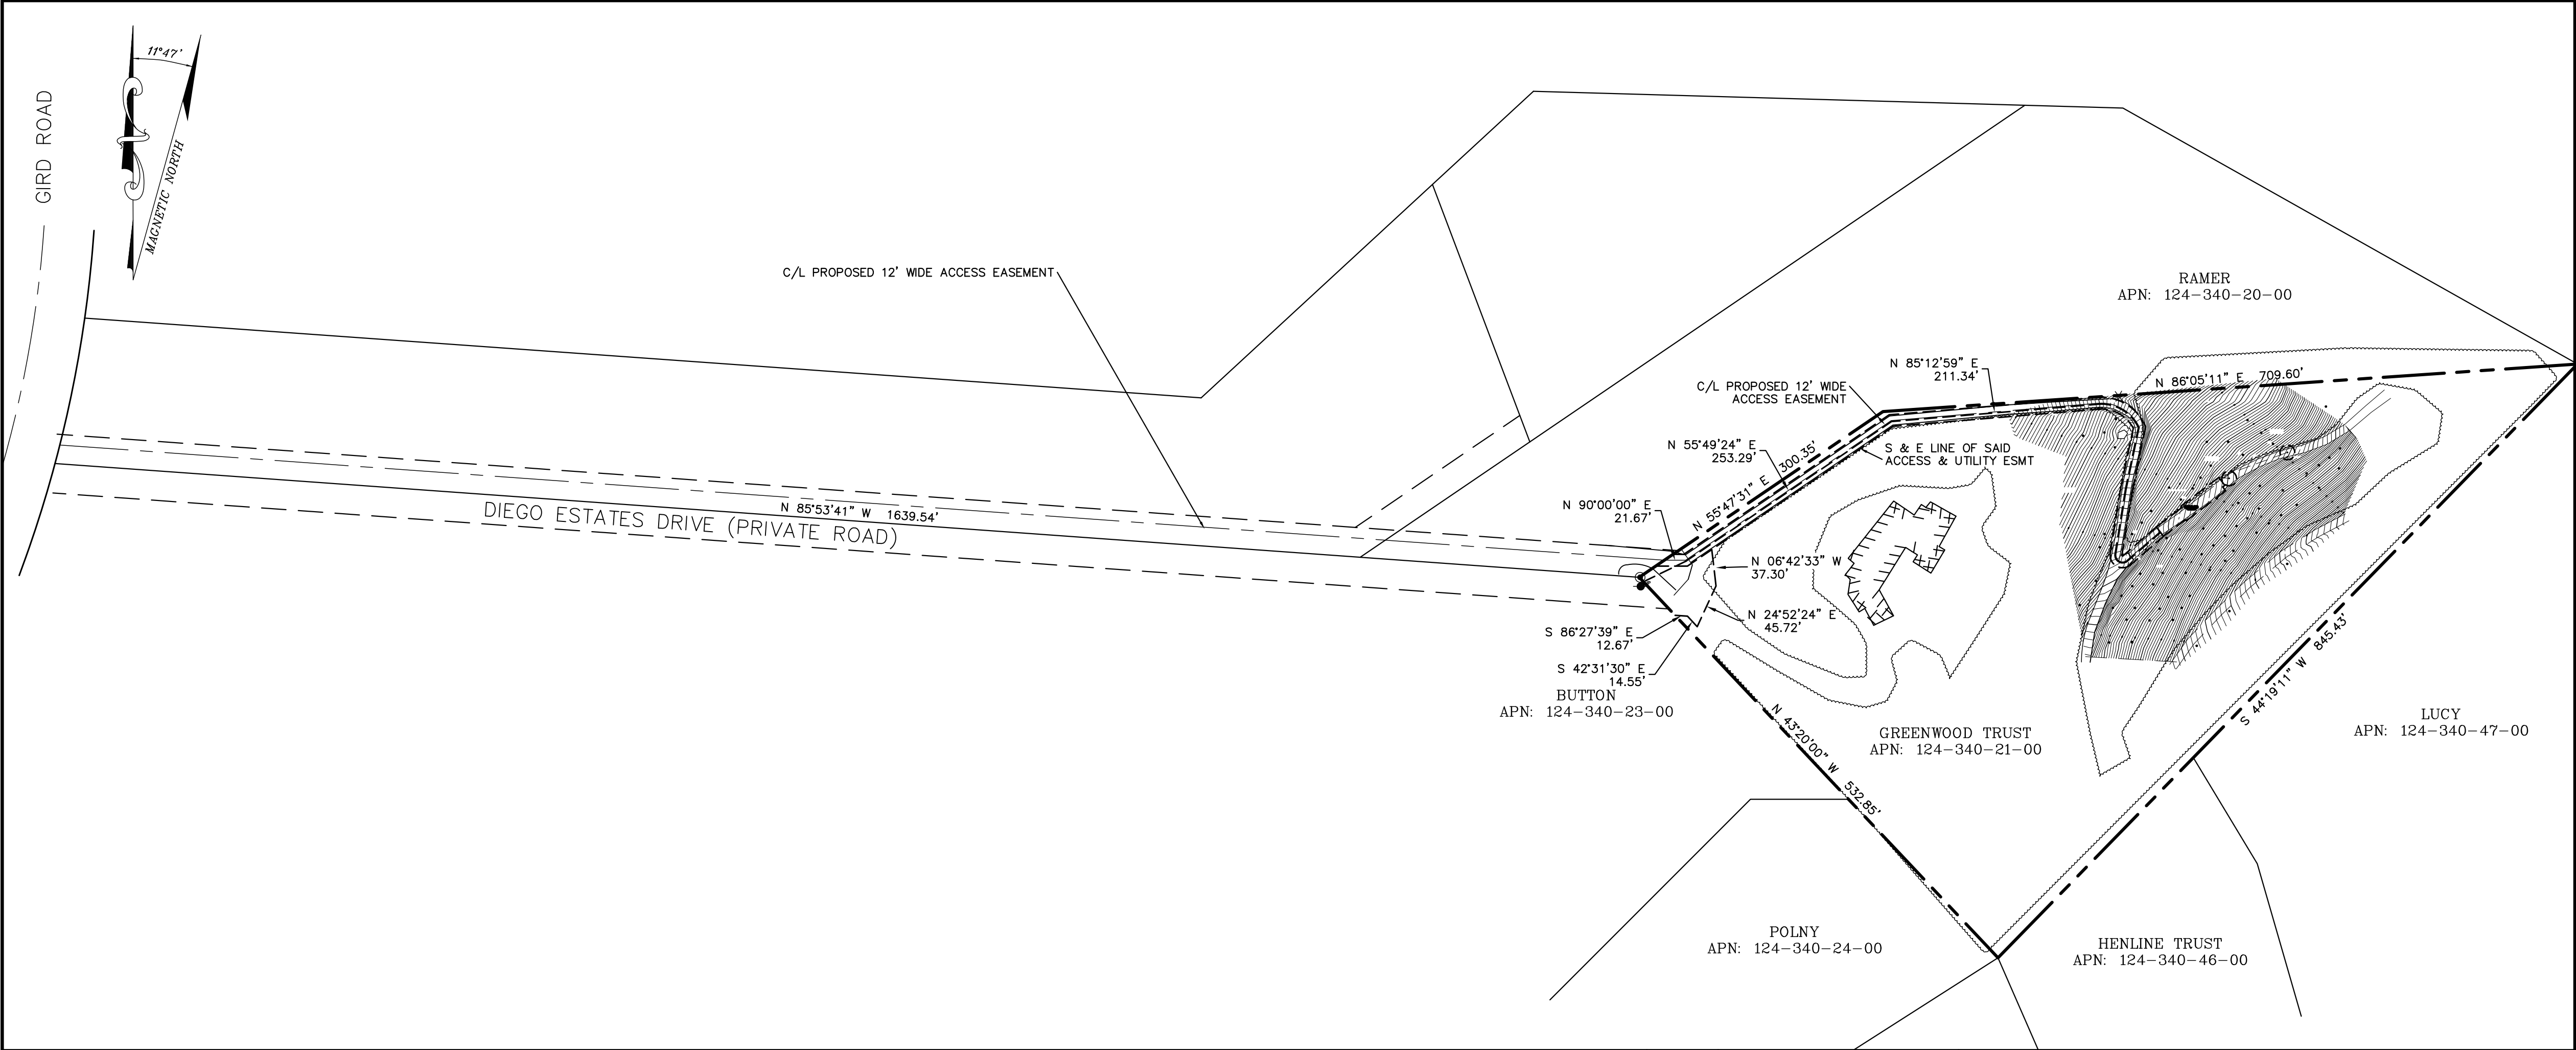 11°47'
GIRD ROAD
MAGNETIC NORTH
C/L PROPOSED 12' WIDE ACCESS EASEMENT
RAMER
APN: 124-340-20-00
N 85°12'59" E
211.34'
N 86°05'11" E 709.60'
C/L PROPOSED 12' WIDE
ACCESS EASEMENT
N 55°49'24" E
253.29'
S & E LINE OF SAID
ACCESS & UTILITY ESMT
N 55°47'31" E 300.35'
N 90°00'00" E
21.67'
N 85°53'41" W 1639.54'
DIEGO ESTATES DRIVE (PRIVATE ROAD)
N 06°42'33" W
37.30'
N 24°52'24" E
45.72'
S 86°27'39" E
12.67'
S 42°31'30" E
14.55'
BUTTON
APN: 124-340-23-00
N 43°20'00" W 532.85'
GREENWOOD TRUST
APN: 124-340-21-00
S 44°19'11" W 845.43'
LUCY
APN: 124-340-47-00
POLNY
APN: 124-340-24-00
HENLINE TRUST
APN: 124-340-46-00